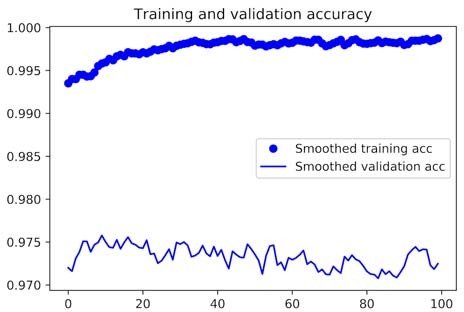 Training and validation accuracy
1.000
0.995
0.990
0.985
0.980
0.975
0.970
Smoothed training acc
Smoothed validation acc
0 20 40 60 80 100